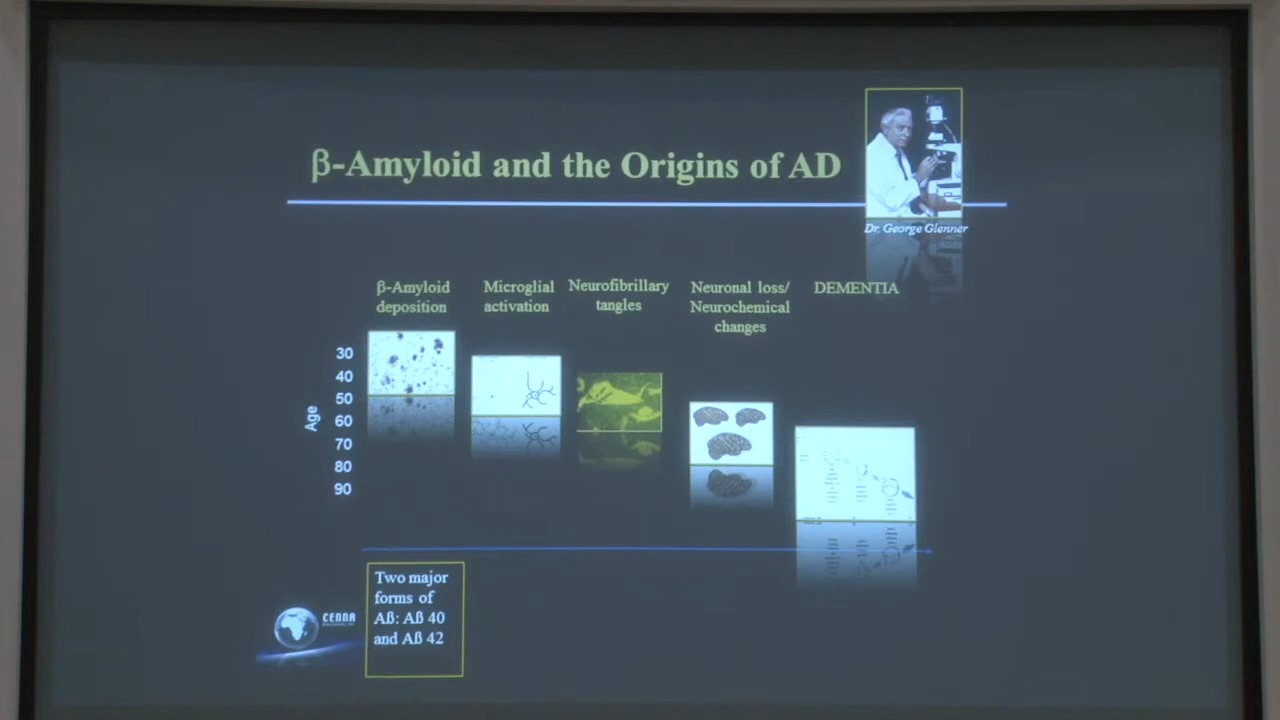 β-Amyloid and the Origins of AD
Dr. George Glenner
β-Amyloid
deposition
Microglial
activation
Neurofibrillary
tangles
Neuronal loss/
Neurochemical
changes
DEMENTIA
Age
30
40
50
60
70
80
90
Two major
forms of
Aß: Aß 40
and Aß 42
CENNA